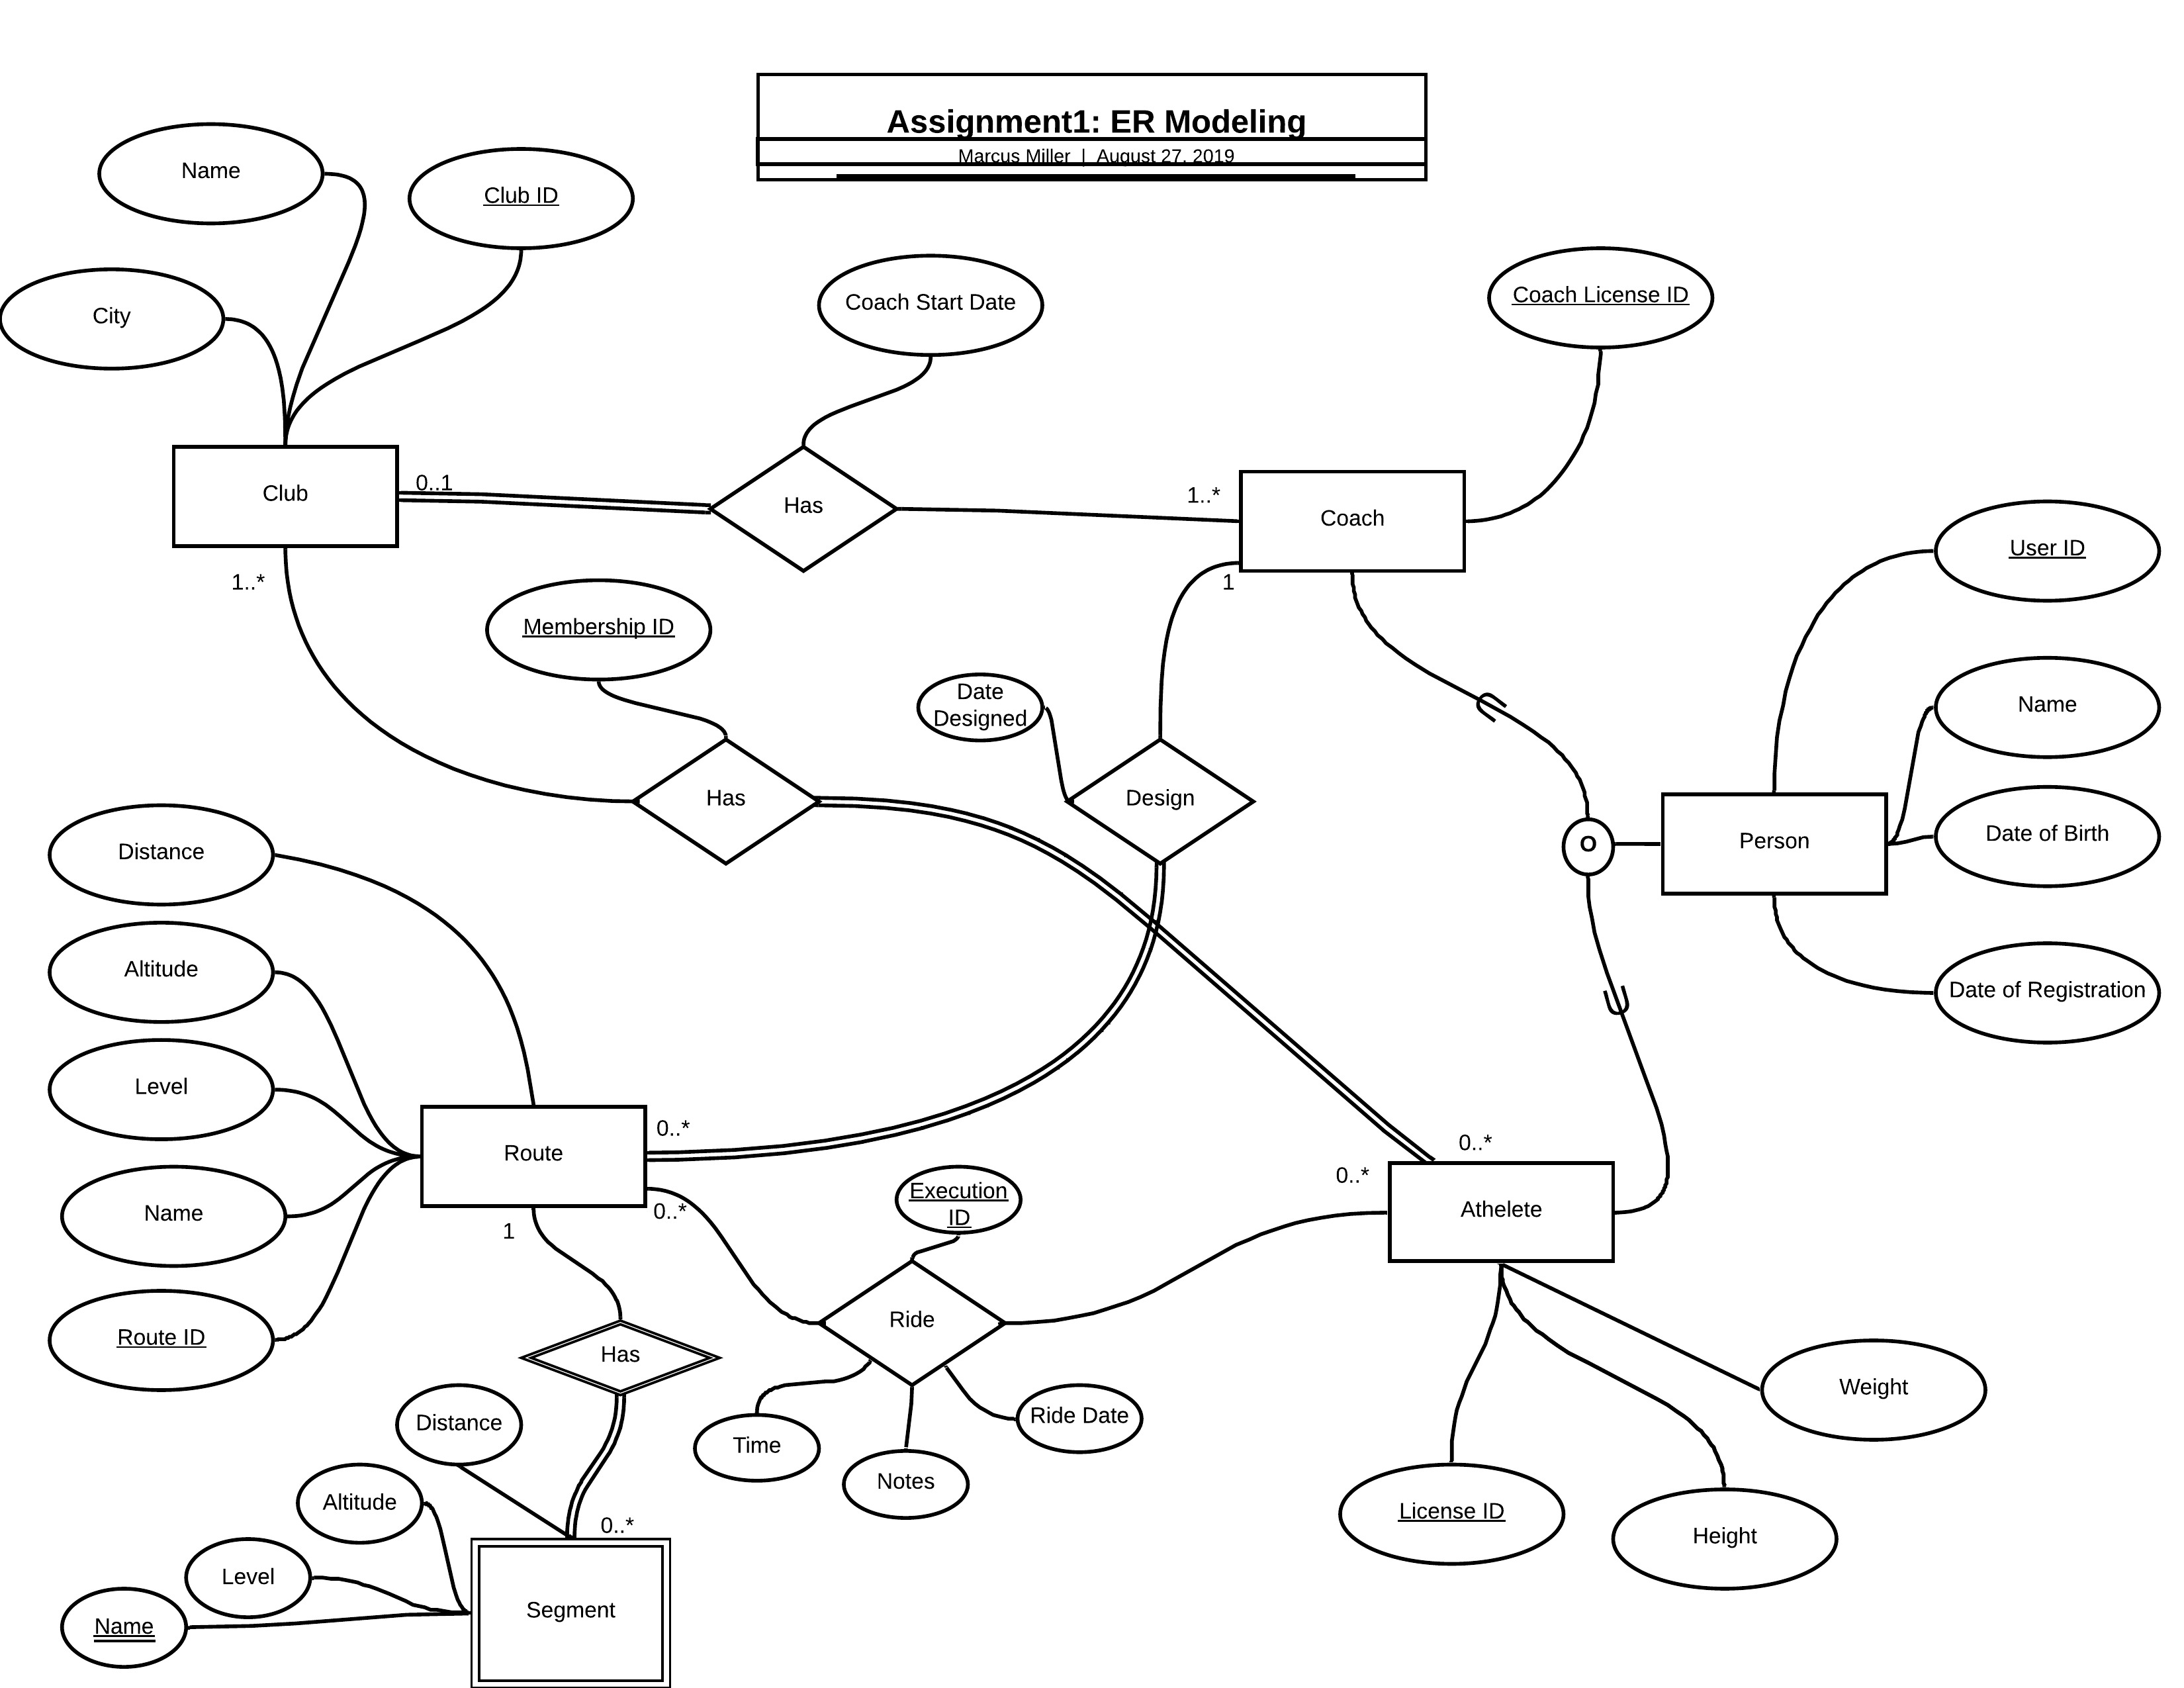 Assignment1: ER Modeling
Marcus Miller | August 27, 2019
Name
Club ID
City
Coach Start Date
Coach License ID
Club
0..1
Has
1..*
Coach
User ID
1..*
1
Membership ID
Date
Designed
Name
Has
Design
O
Person
Date of Birth
Distance
Altitude
Date of Registration
Level
Route
0..*
0..*
0..*
Execution
ID
Athelete
Name
0..*
1
Ride
Route ID
Has
Weight
Distance
Ride Date
Time
Notes
Altitude
0..*
License ID
Height
Level
Segment
Name